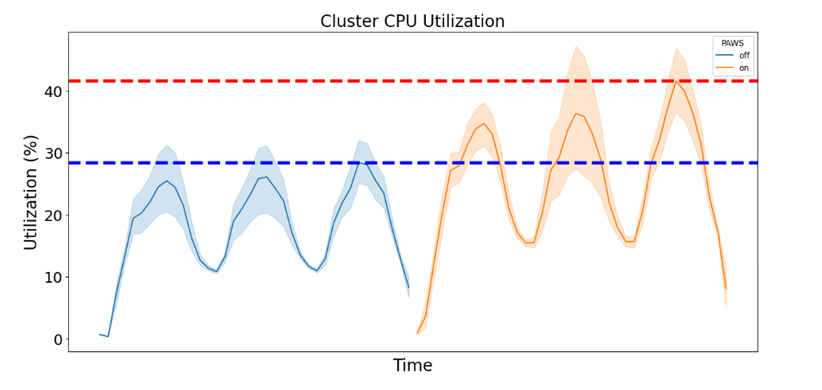 Cluster CPU Utilization
PAWS
off
on
Utilization (%)
40
30
20
10
0
Time